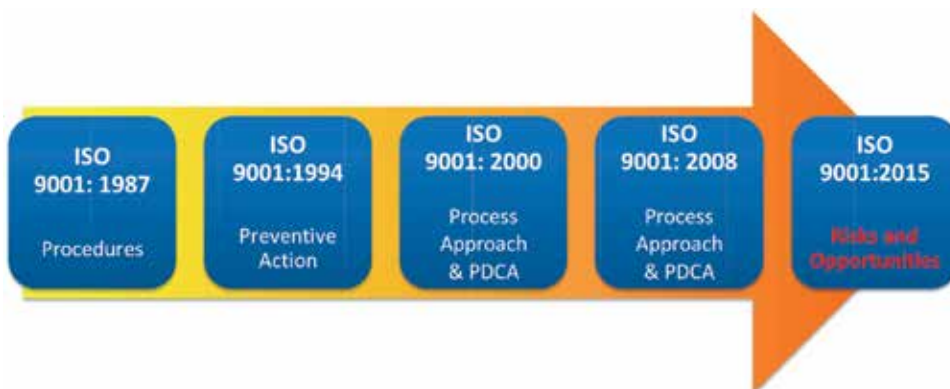 ISO
9001: 1987
Procedures
ISO
9001:1994
Preventive
Action
ISO
9001: 2000
Process
Approach
& PDCA
ISO
9001: 2008
Process
Approach
& PDCA
ISO
9001:2015
Risks and
Opportunities